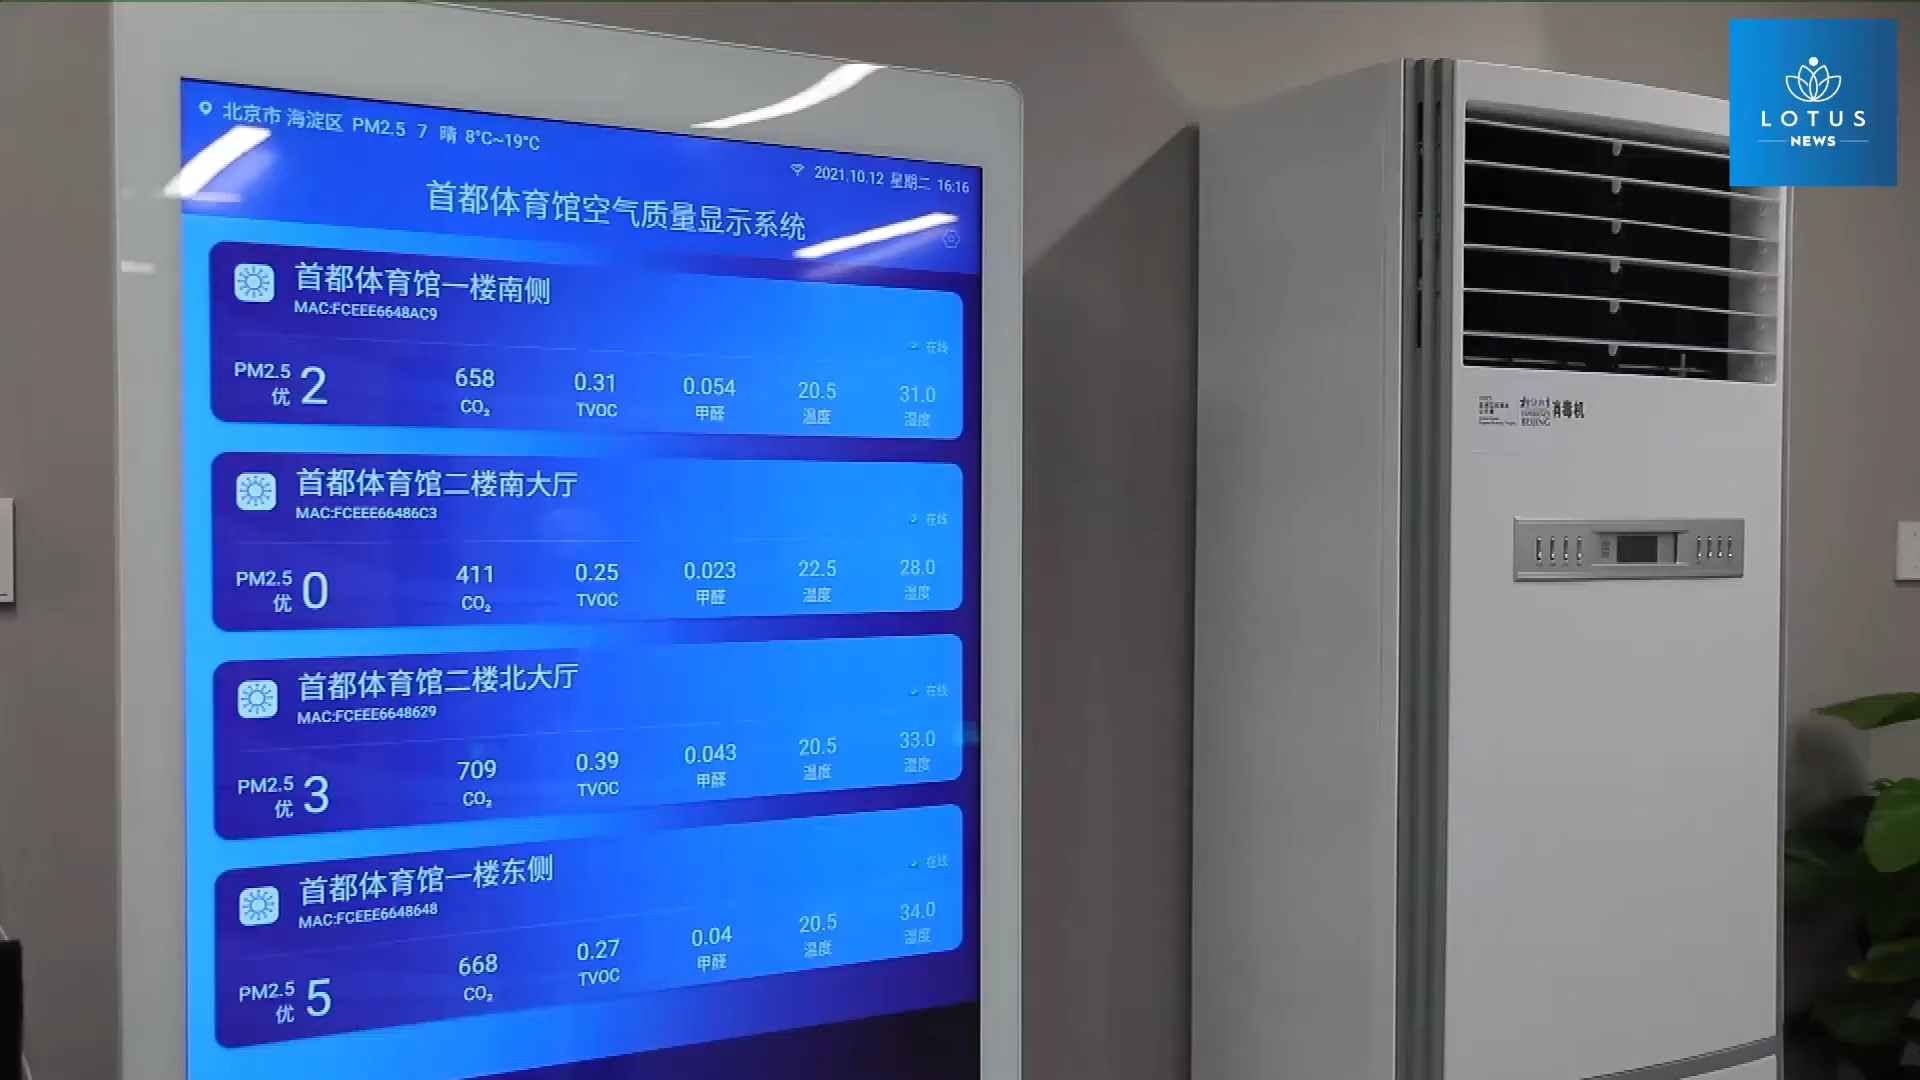 北京市 海淀区 PM2.5 7 晴 8°C~19°C
2021.10.12 星期二 16:16
首都体育馆空气质量显示系统
首都体育馆一楼南侧
MAC:FCEEE6648AC9
在线
PM2.5 优 2
658 0.31 0.054 20.5 31.0
CO₂ TVOC 甲醛 温度 湿度
首都体育馆二楼南大厅
MAC:FCEEE66486C3
在线
PM2.5 优 0
411 0.25 0.023 22.5 28.0
CO₂ TVOC 甲醛 温度 湿度
首都体育馆二楼北大厅
MAC:FCEEE6648629
在线
PM2.5 优 3
709 0.39 0.043 20.5 33.0
CO₂ TVOC 甲醛 温度 湿度
首都体育馆一楼东侧
MAC:FCEEE6648648
在线
PM2.5 优 5
668 0.27 0.04 20.5 34.0
CO₂ TVOC 甲醛 温度 湿度
LOTUS
NEWS
消毒机
BEIJING